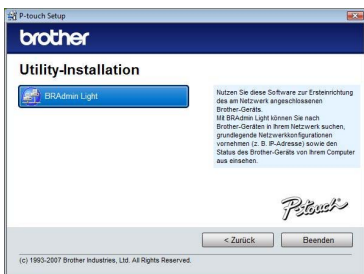 P-touch Setup
brother
Utility-Installation
BRAdmin Light
Nutzen Sie diese Software zur Ersteinrichtung
des am Netzwerk angeschlossenen
Brother-Geräts.
Mit BRAdmin Light können Sie nach
Brother-Geräten in Ihrem Netzwerk suchen,
grundlegende Netzwerkkonfigurationen
vornehmen (z. B. IP-Adresse) sowie den
Status des Brother-Geräts von Ihrem Computer
aus einsehen.
P-touch
< Zurück
Beenden
(c) 1993-2007 Brother Industries, Ltd. All Rights Reserved.